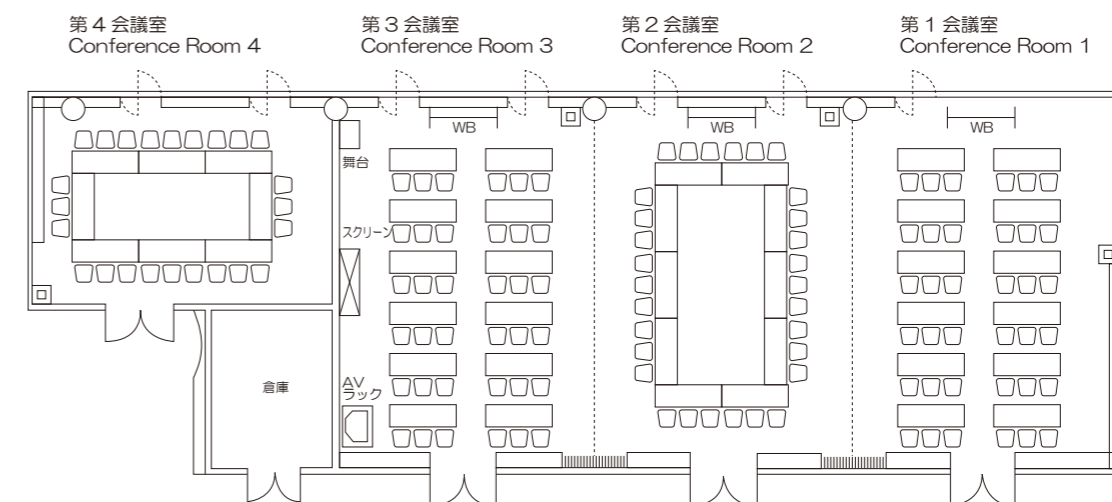 第４会議室
Conference Room 4
第３会議室
Conference Room 3
第２会議室
Conference Room 2
第１会議室
Conference Room 1
WB
WB
WB
舞台
スクリーン
AV
ラック
倉庫